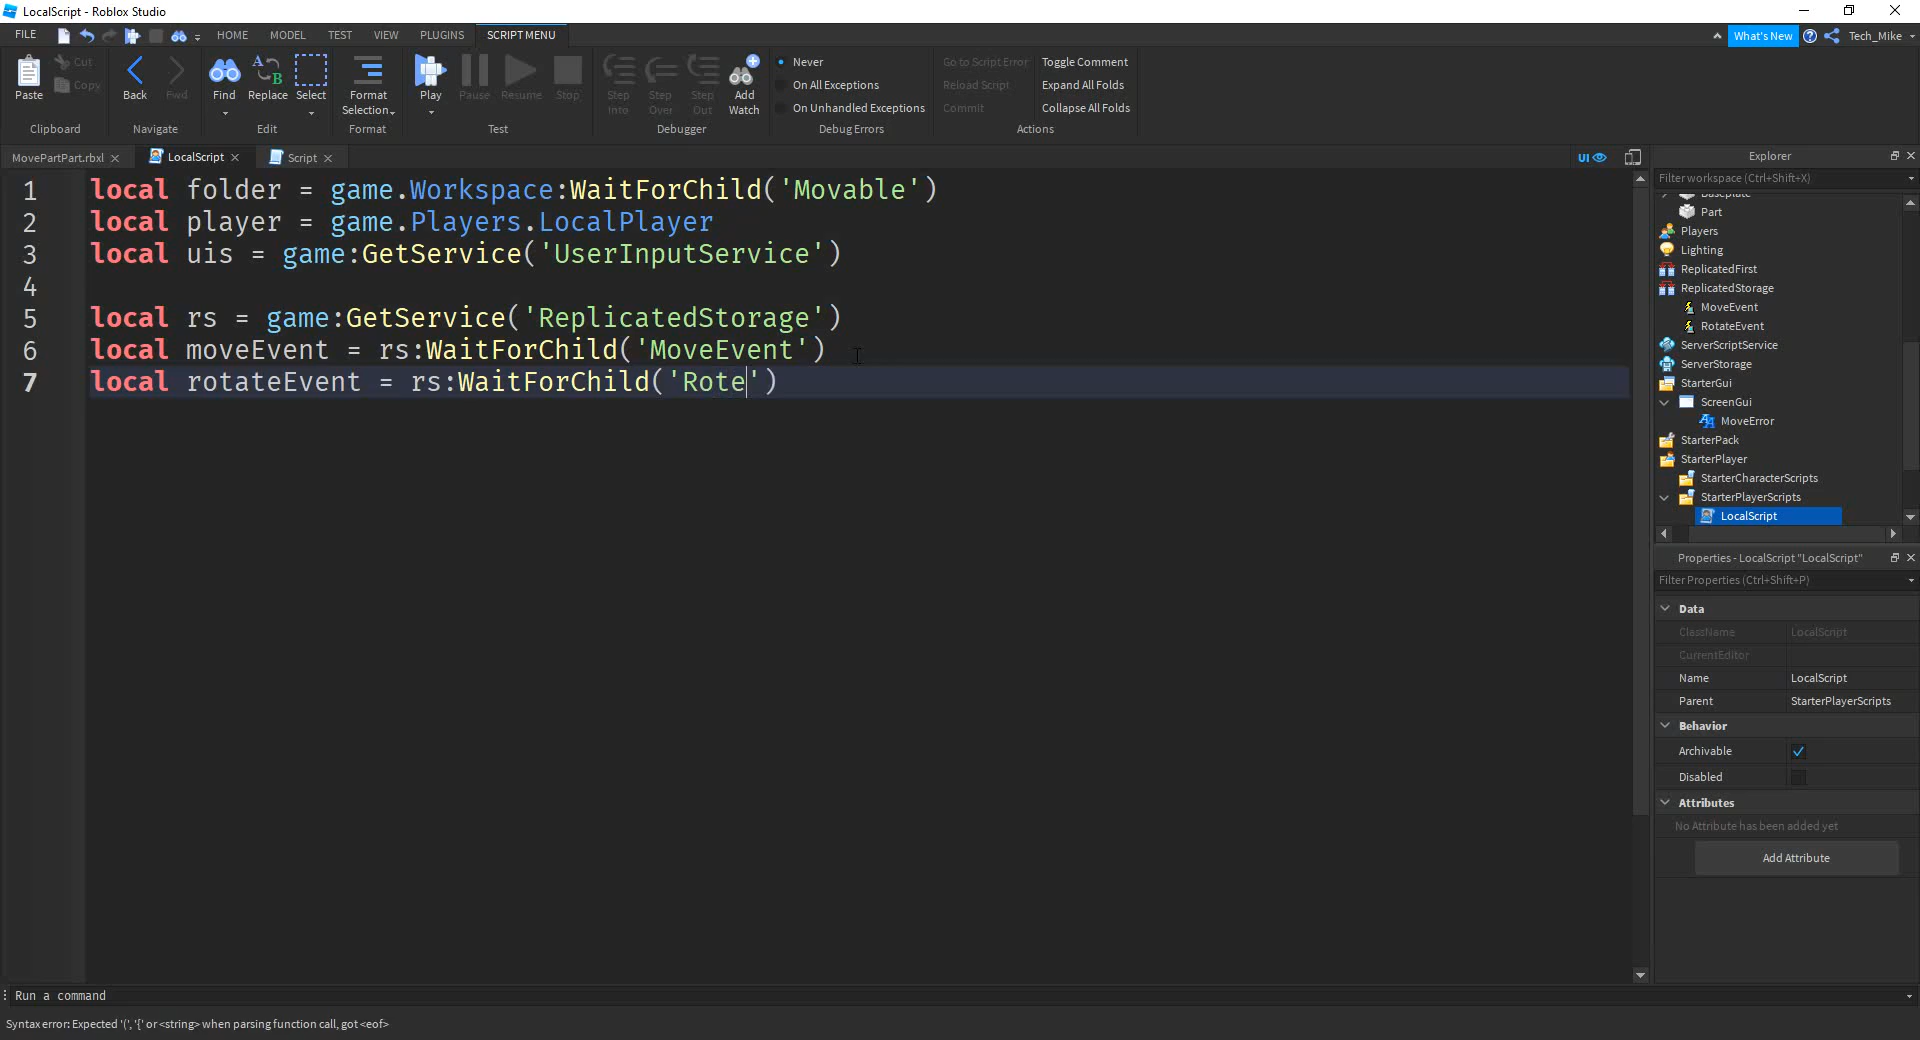 LocalScript - Roblox Studio
FILE HOME MODEL TEST VIEW PLUGINS SCRIPT MENU What's New Tech_Mike
Paste Cut Copy Clipboard
Back Fwd Navigate
Find Replace Select Edit
Format Selection Format
Play Pause Resume Stop Test
Step Into Step Over Step Out Add Watch Debugger
Never
On All Exceptions
On Unhandled Exceptions
Debug Errors
Go to Script Error
Reload Script
Commit
Toggle Comment
Expand All Folds
Collapse All Folds
Actions
MovePartPart.rbxl LocalScript Script UI
1 local folder = game.Workspace:WaitForChild('Movable')
2 local player = game.Players.LocalPlayer
3 local uis = game:GetService('UserInputService')
4
5 local rs = game:GetService('ReplicatedStorage')
6 local moveEvent = rs:WaitForChild('MoveEvent')
7 local rotateEvent = rs:WaitForChild('Rote')
Explorer
Filter workspace (Ctrl+Shift+X)
Baseplate
Part
Players
Lighting
ReplicatedFirst
ReplicatedStorage
MoveEvent
RotateEvent
ServerScriptService
ServerStorage
StarterGui
ScreenGui
MoveError
StarterPack
StarterPlayer
StarterCharacterScripts
StarterPlayerScripts
LocalScript
Properties - LocalScript "LocalScript"
Filter Properties (Ctrl+Shift+P)
Data
ClassName LocalScript
CurrentEditor
Name LocalScript
Parent StarterPlayerScripts
Behavior
Archivable
Disabled
Attributes
No Attribute has been added yet
Add Attribute
Run a command
Syntax error: Expected '(', '{' or <string> when parsing function call, got <eof>